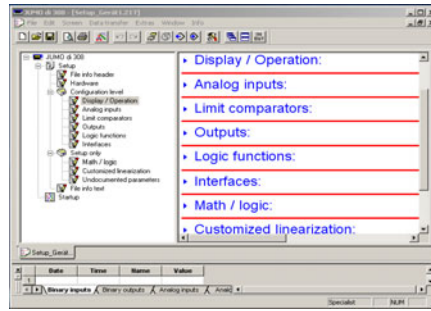 JUMO di 308 - [Setup_Gerät1.Z17]
File Edit Screen Data transfer Extras Window Info
JUMO di 308
Setup
File info header
Hardware
Configuration level
Display / Operation
Analog inputs
Limit comparators
Outputs
Logic functions
Interfaces
Setup only
Math / logic
Customized linearization
Undocumented parameters
File info text
Startup
Display / Operation:
Analog inputs:
Limit comparators:
Outputs:
Logic functions:
Interfaces:
Math / logic:
Customized linearization:
Setup_Gerät...
Date Time Name Value
1
Binary inputs Binary outputs Analog inputs
Specialist NUM